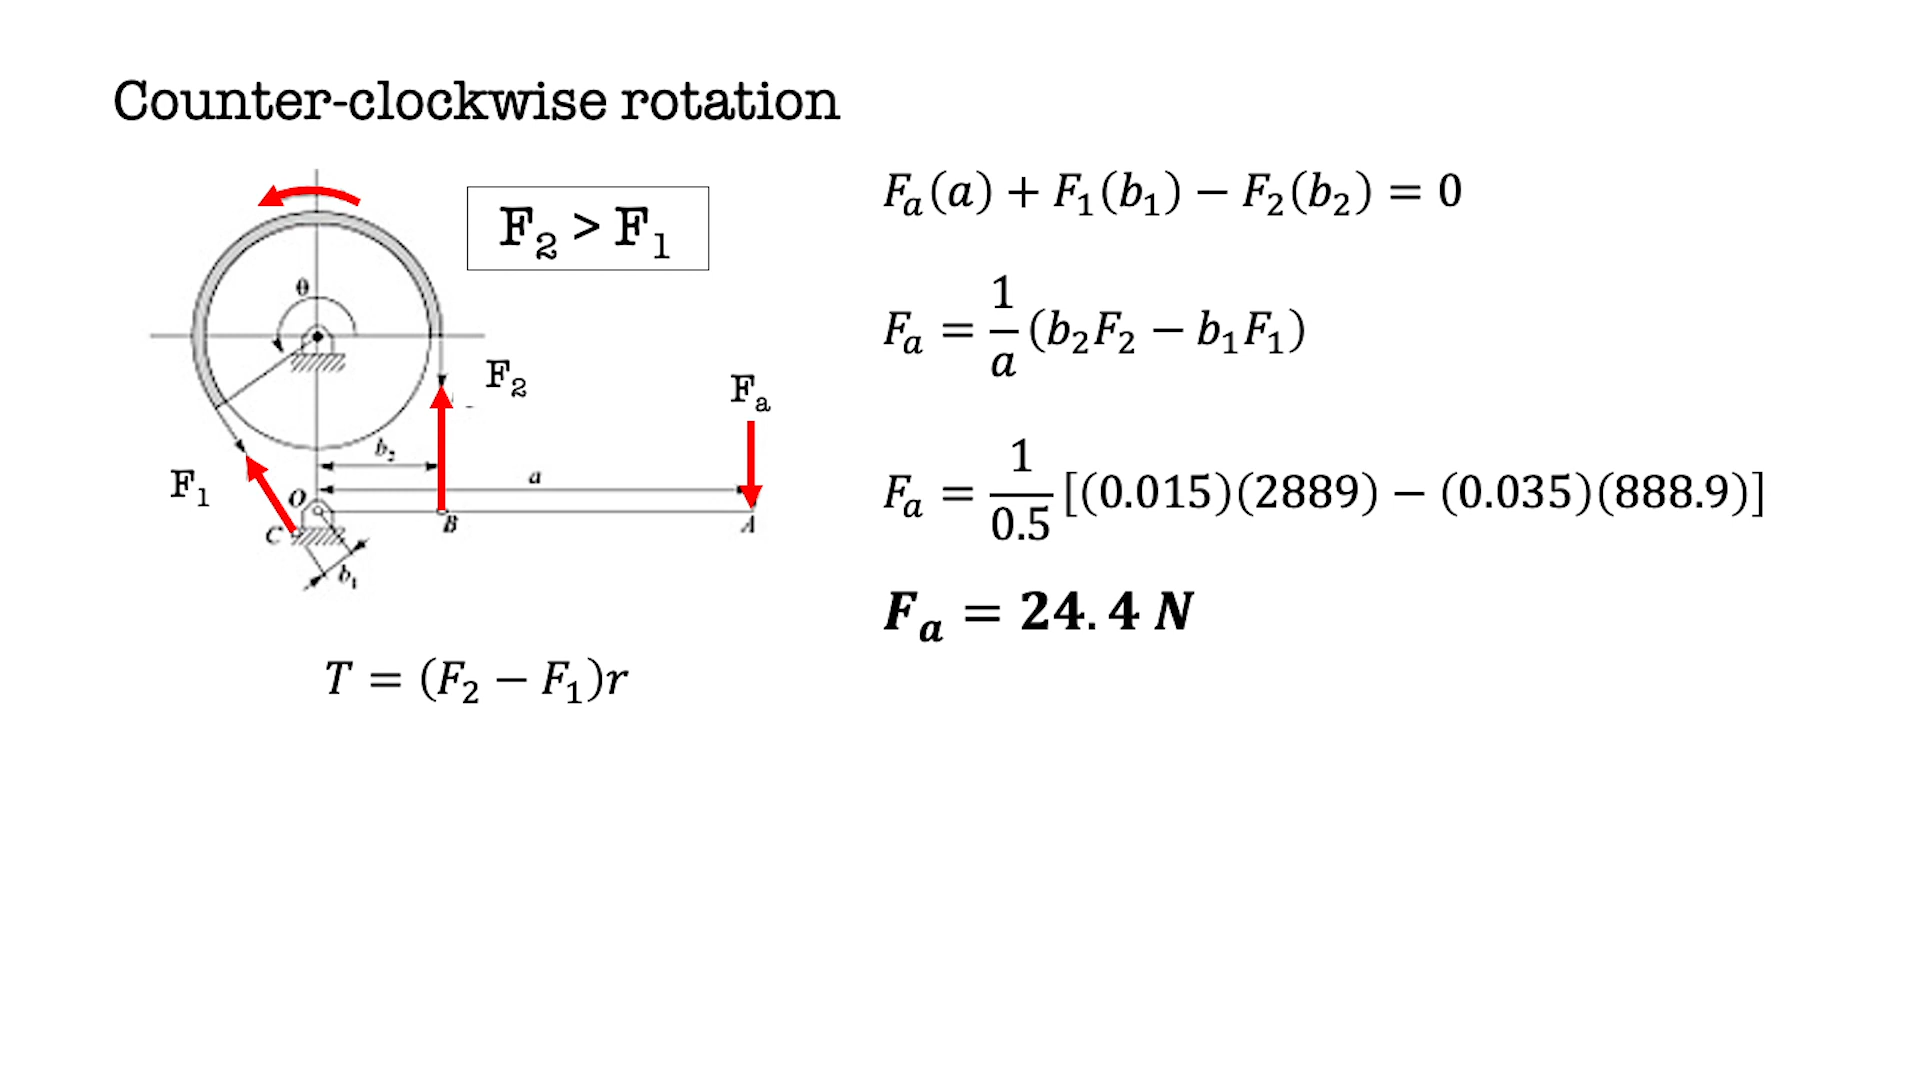 Counter-clockwise rotation
F₂ > F₁
θ
F₂
Fₐ
b₂
a
F₁
O
C
B
A
b₁
T = (F₂ − F₁)r
Fₐ(a) + F₁(b₁) − F₂(b₂) = 0
Fₐ = 1/a (b₂F₂ − b₁F₁)
Fₐ = 1/0.5 [(0.015)(2889) − (0.035)(888.9)]
Fₐ = 24.4 N